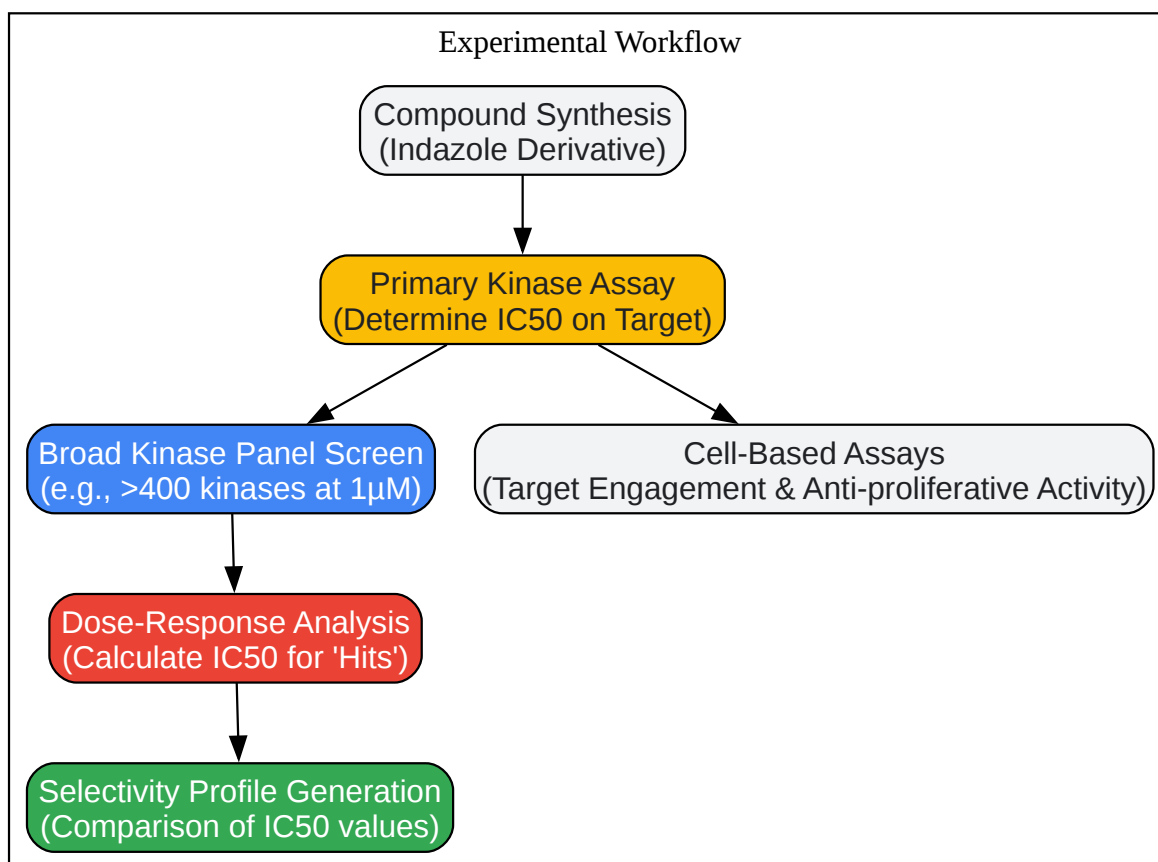 Experimental Workflow
Compound Synthesis
(Indazole Derivative)
Primary Kinase Assay
(Determine IC50 on Target)
Broad Kinase Panel Screen
(e.g., >400 kinases at 1µM)
Cell-Based Assays
(Target Engagement & Anti-proliferative Activity)
Dose-Response Analysis
(Calculate IC50 for 'Hits')
Selectivity Profile Generation
(Comparison of IC50 values)